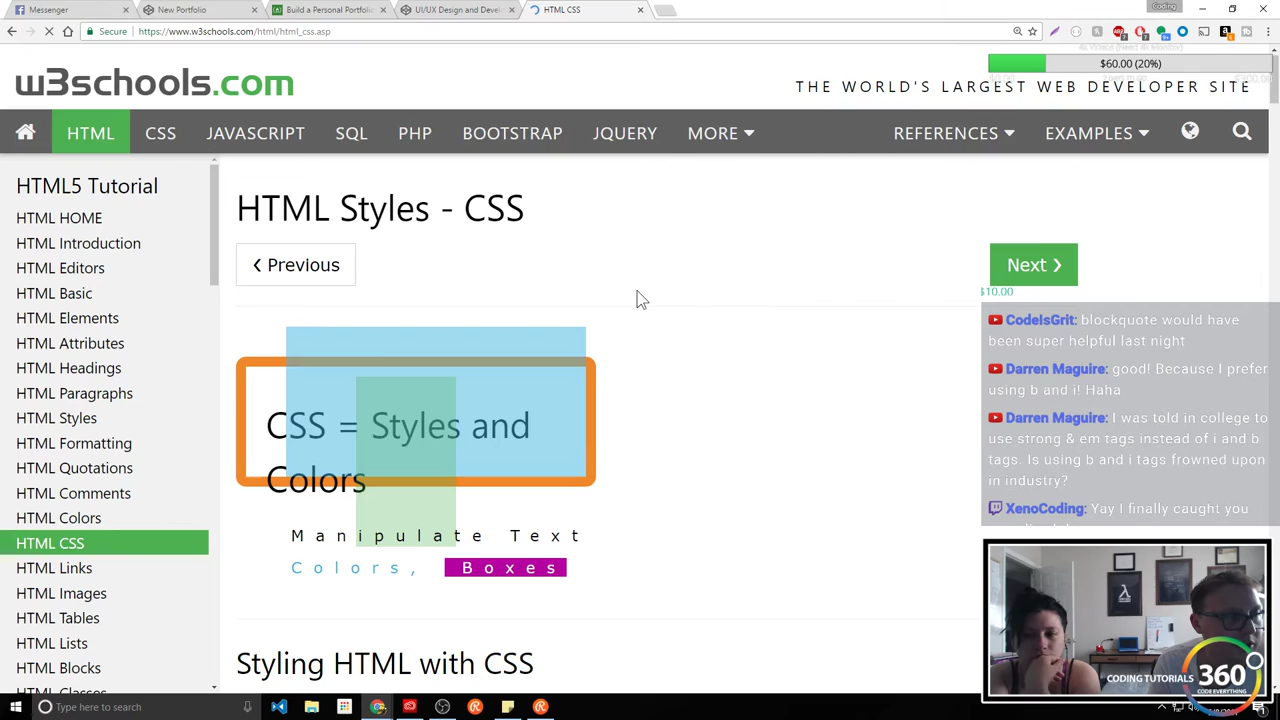 Messenger
New Portfolio
Build a Personal Portfolio
UI/UX Design and Devel
HTML CSS
Coding
Secure
https://www.w3schools.com/html/html_css.asp
$60.00 (20%)
w3schools.com
THE WORLD'S LARGEST WEB DEVELOPER SITE
HTML CSS JAVASCRIPT SQL PHP BOOTSTRAP JQUERY MORE REFERENCES EXAMPLES
HTML5 Tutorial
HTML HOME
HTML Introduction
HTML Editors
HTML Basic
HTML Elements
HTML Attributes
HTML Headings
HTML Paragraphs
HTML Styles
HTML Formatting
HTML Quotations
HTML Comments
HTML Colors
HTML CSS
HTML Links
HTML Images
HTML Tables
HTML Lists
HTML Blocks
HTML Classes
HTML Styles - CSS
❮ Previous
Next ❯
CSS = Styles and
Colors
Manipulate Text
Colors, Boxes
Styling HTML with CSS
$10.00
CodeIsGrit: blockquote would have
been super helpful last night
Darren Maguire: good! Because I prefer
using b and i! Haha
Darren Maguire: I was told in college to
use strong & em tags instead of i and b
tags. Is using b and i tags frowned upon
in industry?
XenoCoding: Yay I finally caught you
CODING TUTORIALS 360
CODE EVERYTHING
Type here to search